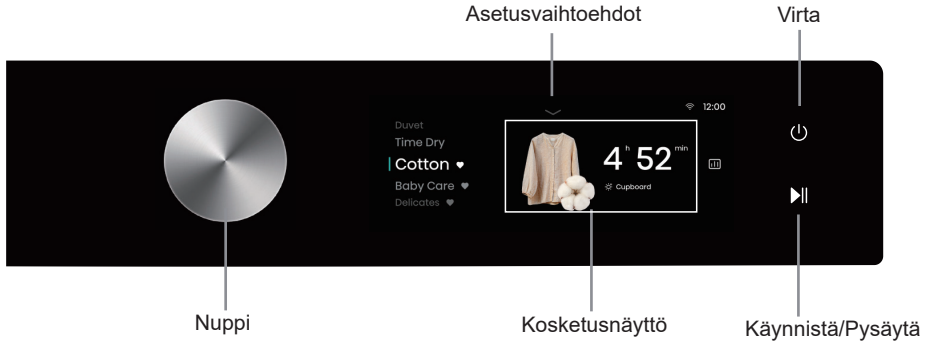 Asetusvaihtoehdot
Virta
12:00
Duvet
Time Dry
Cotton
Baby Care
Delicates
4 h 52 min
Cupboard
Nuppi
Kosketusnäyttö
Käynnistä/Pysäytä